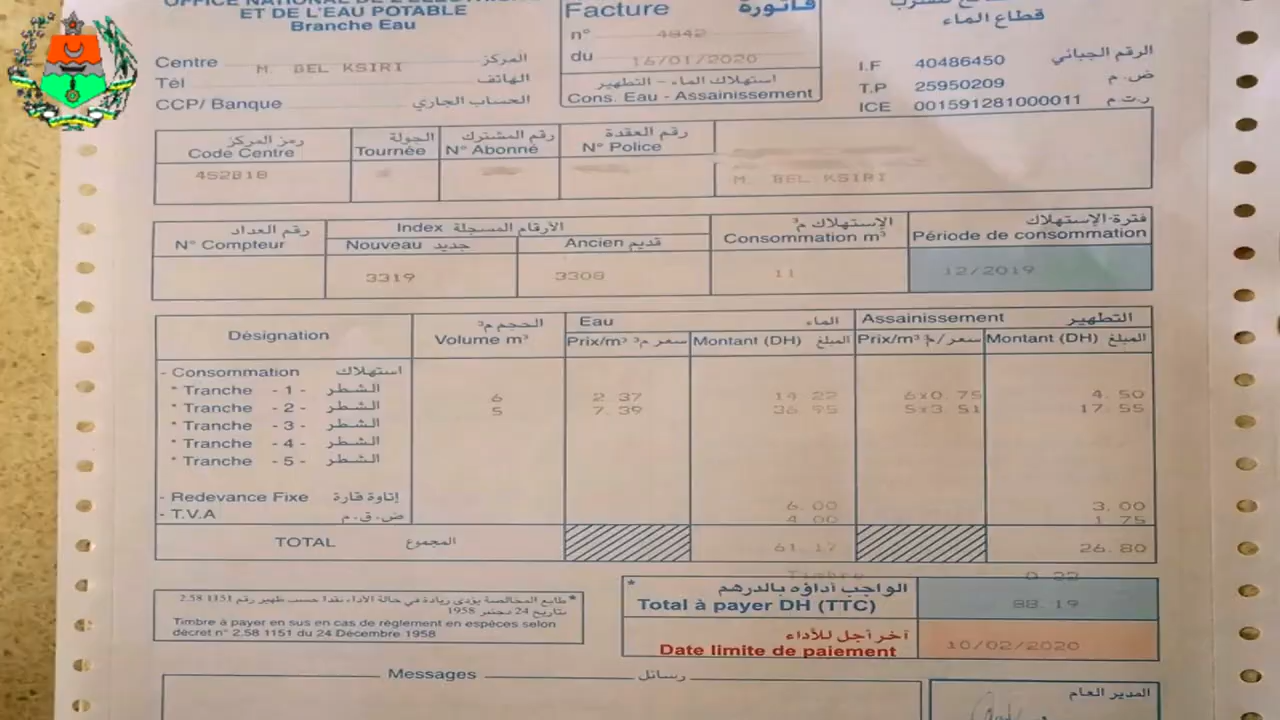 OFFICE NATIONAL DE L'ÉLECTRICITÉ
ET DE L'EAU POTABLE
Branche Eau
Facture فاتورة
n° 4842
du 16/01/2020
استهلاك الماء - التطهير
Cons. Eau - Assainissement
قطاع الماء
I.F 40486450 الرقم الجبائي
T.P 25950209 ض.م
ICE 001591281000011 ر.ت.م
Centre M. BEL KSIRI المركز
Tél الهاتف
CCP/ Banque الحساب الجاري
رمز المركز الجولة رقم المشترك رقم العقدة
Code Centre Tournée N° Abonné N° Police
452818
M. BEL KSIRI
رقم العداد Index الأرقام المسجلة الإستهلاك م³ فترة الإستهلاك
N° Compteur Nouveau جديد Ancien قديم Consommation m³ Période de consommation
3319 3308 11 12/2019
Désignation الحجم م³ Eau الماء Assainissement التطهير
Volume m³ Prix/m³ سعر م³ Montant (DH) المبلغ Prix/m³ سعر/م³ Montant (DH) المبلغ
- Consommation استهلاك
* Tranche - 1 - الشطر 6 2.37 14.22 6x0.75 4.50
* Tranche - 2 - الشطر 5 7.39 36.95 5x3.51 17.55
* Tranche - 3 - الشطر
* Tranche - 4 - الشطر
* Tranche - 5 - الشطر
- Redevance Fixe إتاوة قارة 6.00 3.00
- T.V.A ض.ق.م 4.00 1.75
TOTAL المجموع 61.17 26.80
Timbre 0.22
* الواجب أداؤه بالدرهم
Total à payer DH (TTC) 88.19
آخر أجل للأداء
Date limite de paiement 10/02/2020
* طابع المخالصة يؤدى زيادة في حالة الأداء نقدا حسب ظهير رقم 1151 2.58
بتاريخ 24 دجنبر 1958
Timbre à payer en sus en cas de règlement en espèces selon
décret n° 2.58 1151 du 24 Décembre 1958
Messages رسائل
المدير العام